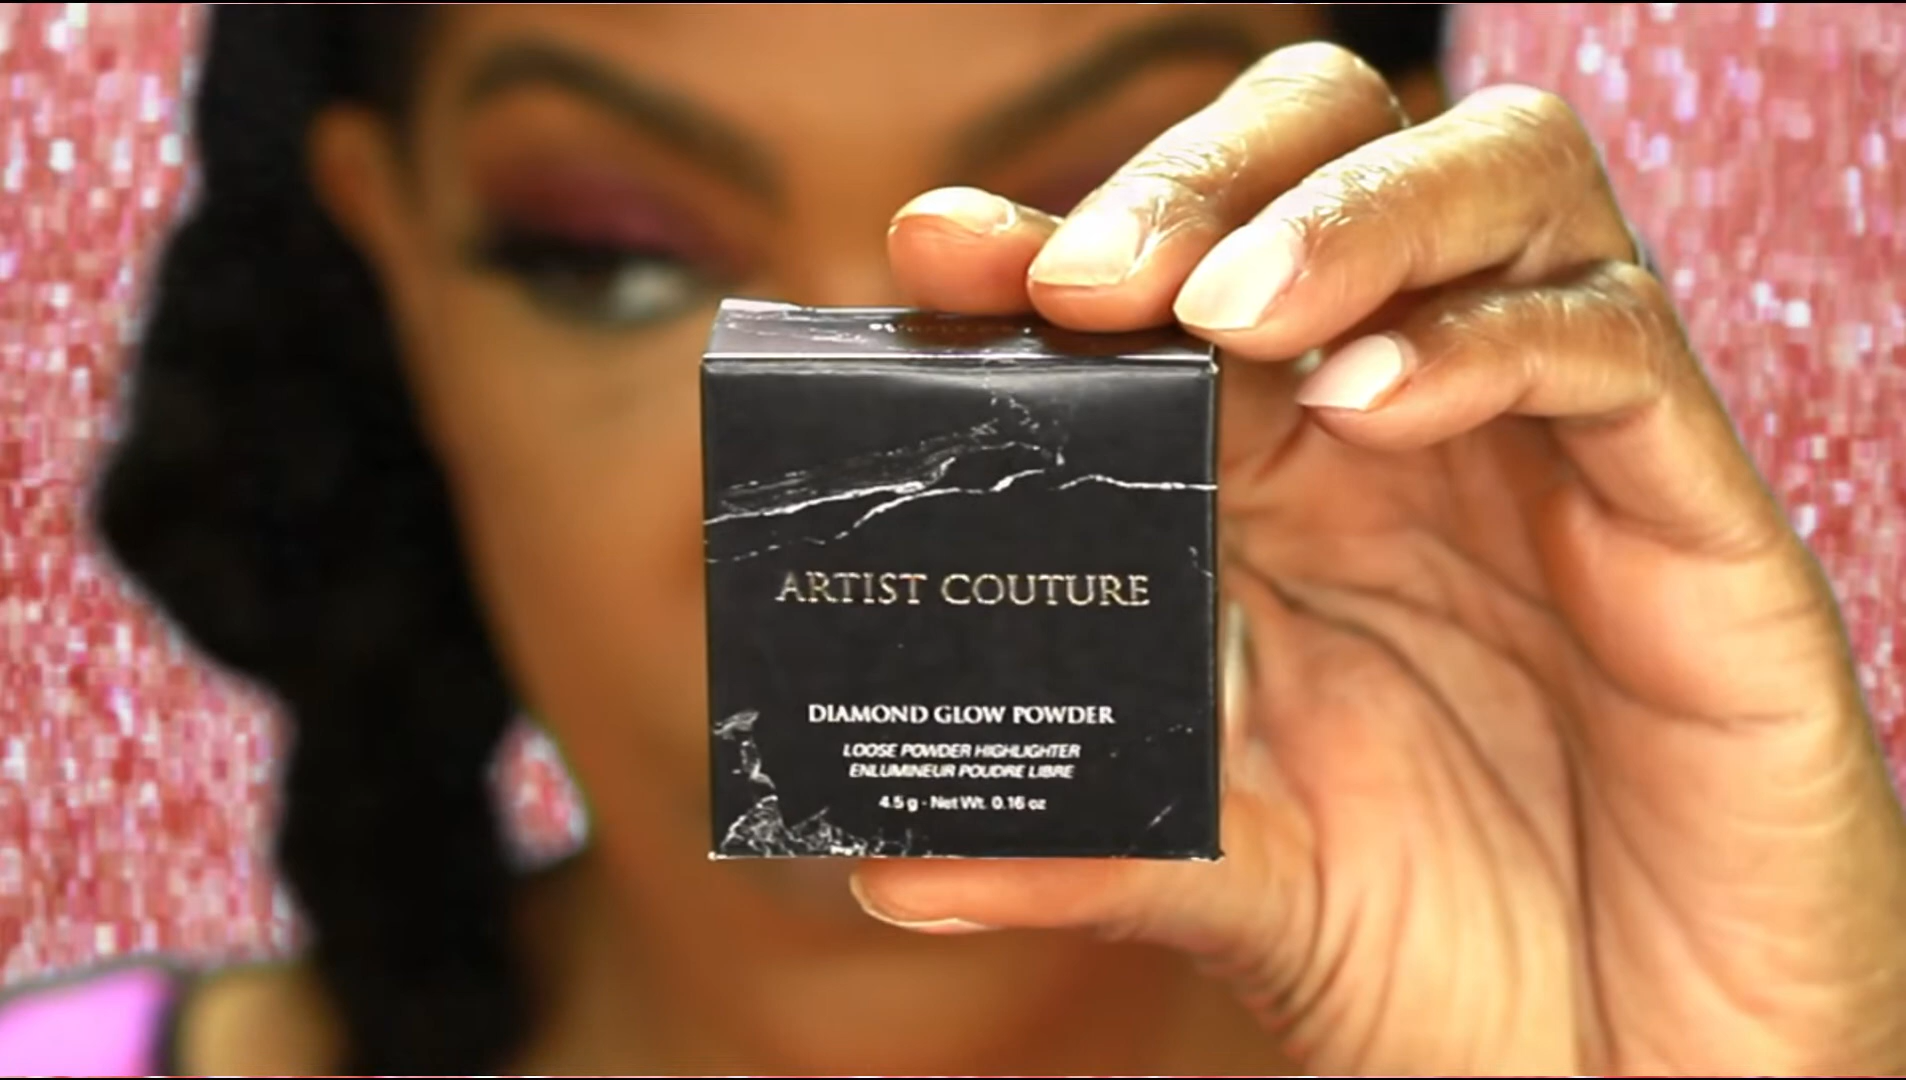 ARTIST COUTURE
DIAMOND GLOW POWDER
LOOSE POWDER HIGHLIGHTER
ENLUMINEUR POUDRE LIBRE
4.5 g - Net Wt. 0.16 oz